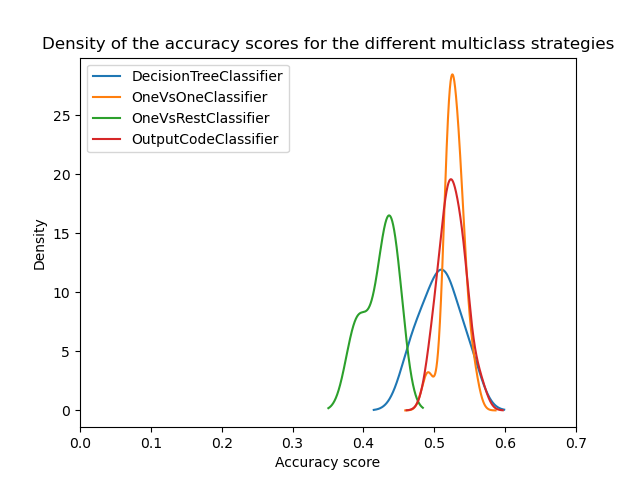 Density of the accuracy scores for the different multiclass strategies
DecisionTreeClassifier
OneVsOneClassifier
OneVsRestClassifier
OutputCodeClassifier
25
20
15
10
5
0
Density
0.0 0.1 0.2 0.3 0.4 0.5 0.6 0.7
Accuracy score